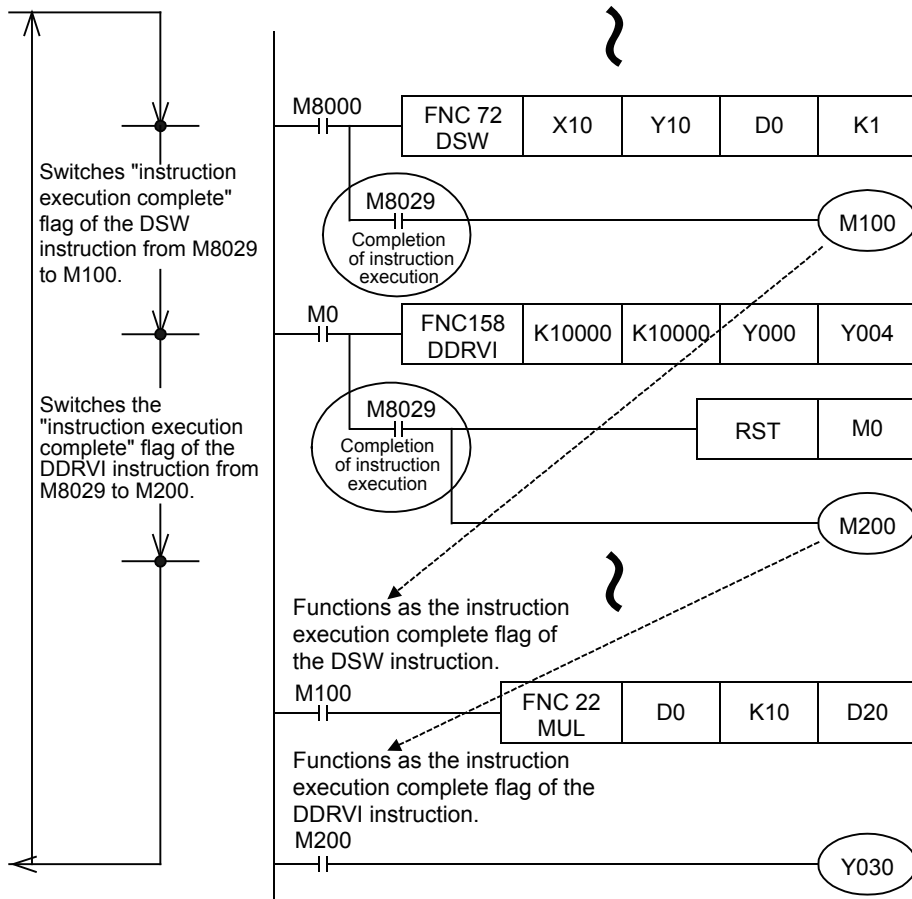 M8000
FNC 72
DSW
X10
Y10
D0
K1
Switches "instruction
execution complete"
flag of the DSW
instruction from M8029
to M100.
M8029
Completion
of instruction
execution
M100
M0
FNC158
DDRVI
K10000
K10000
Y000
Y004
Switches the
"instruction execution
complete" flag of the
DDRVI instruction from
M8029 to M200.
M8029
Completion
of instruction
execution
RST
M0
M200
Functions as the instruction
execution complete flag of
the DSW instruction.
M100
FNC 22
MUL
D0
K10
D20
Functions as the instruction
execution complete flag of the
DDRVI instruction.
M200
Y030